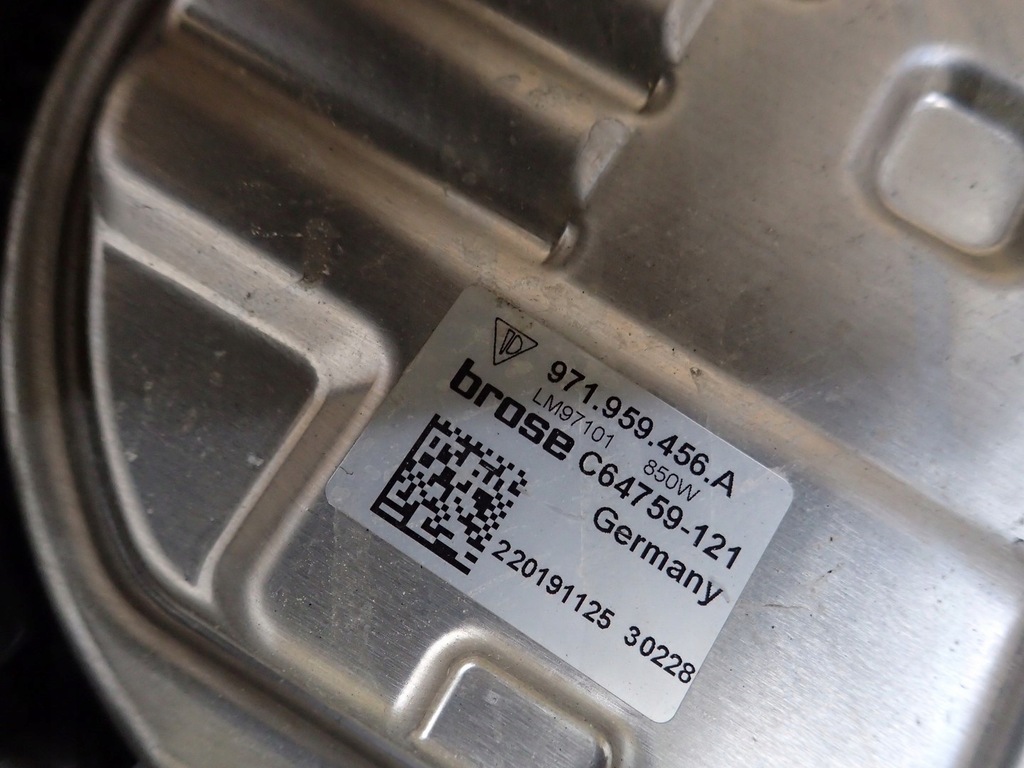 971.959.456.A
LM97101 850W
brose C64759-121
Germany
220191125 30228